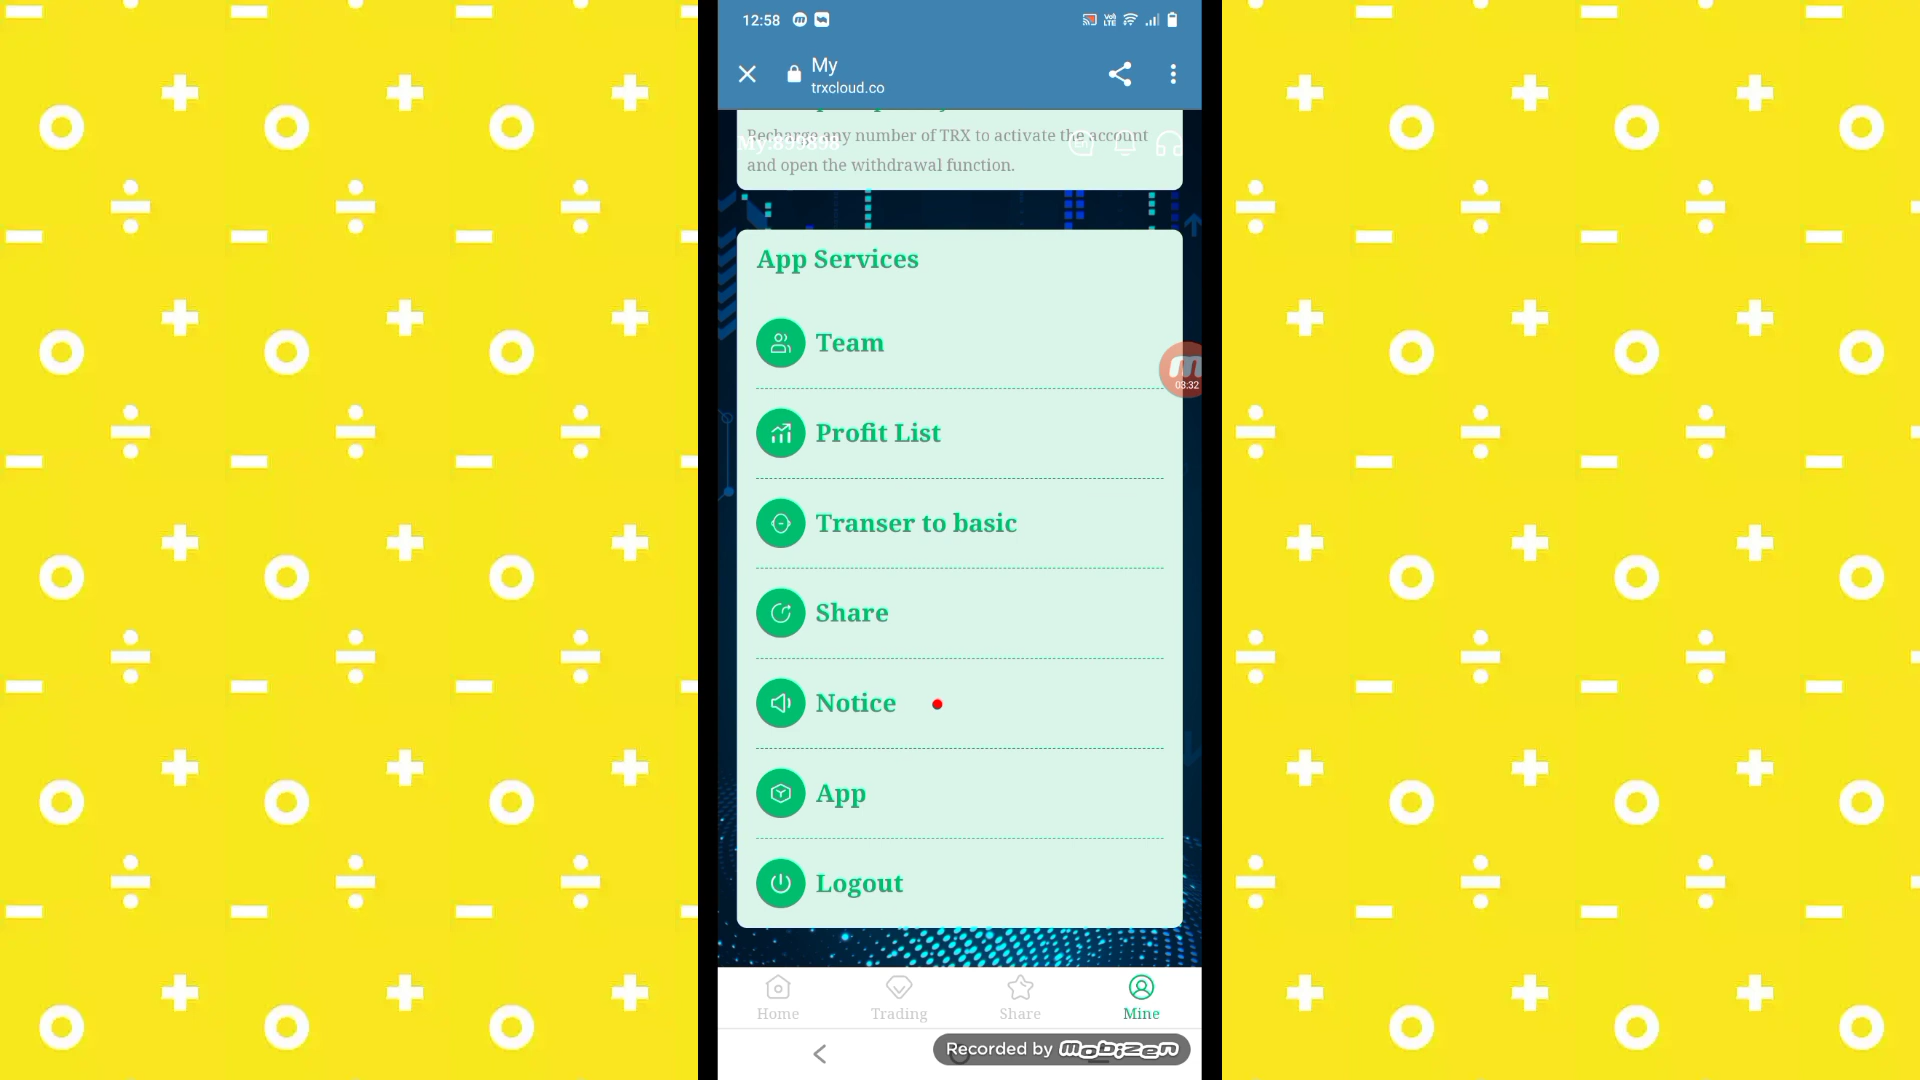 12:58
My
trxcloud.co
Recharge any number of TRX to activate the account
My:899898
and open the withdrawal function.
App Services
Team
03:32
Profit List
Transer to basic
Share
Notice
App
Logout
Home
Trading
Share
Mine
Recorded by mobizen